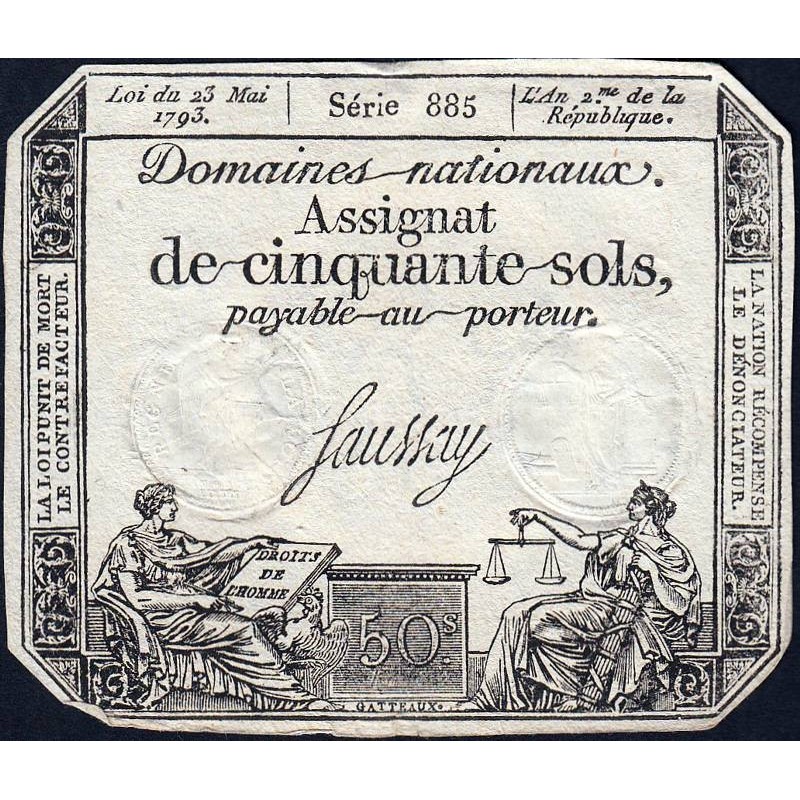 Loi du 23 Mai
1793.
Série 885
L'An 2.me de la
République.
Domaines nationaux.
Assignat
de cinquante sols,
payable au porteur.
Saussay
LA LOI PUNIT DE MORT
LE CONTREFACTEUR.
LA NATION RÉCOMPENSE
LE DÉNONCIATEUR.
DROITS
DE
L'HOMME
50.s
GATTEAUX.